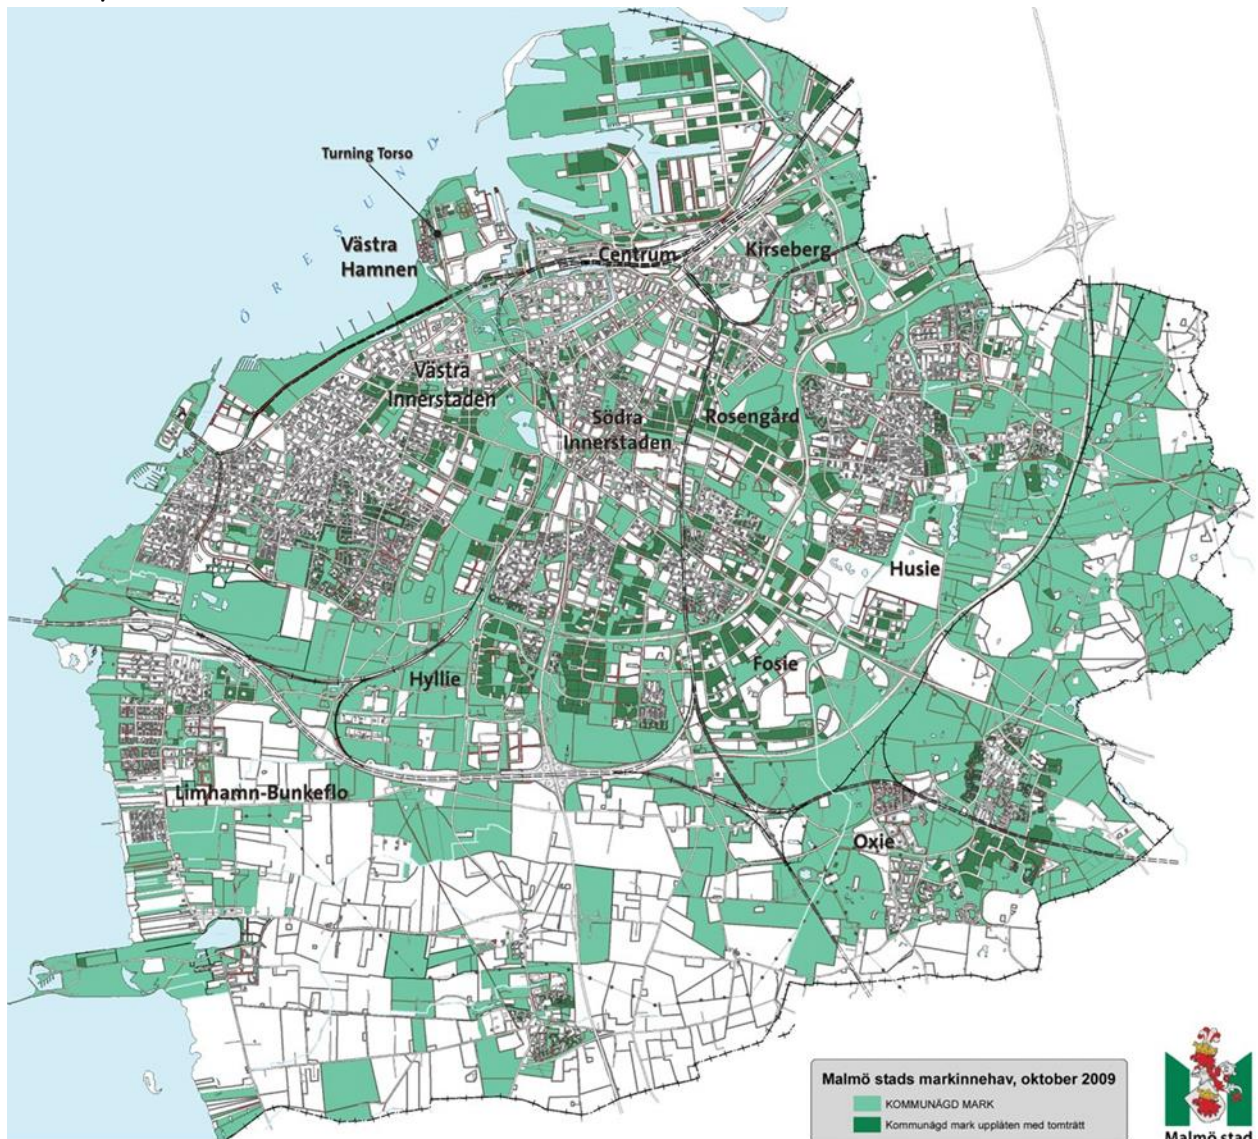 Turning Torso
Västra
Hamnen
ÖRESUND
Centrum
Kirseberg
Västra
Innerstaden
Södra
Innerstaden
Rosengård
Husie
Hyllie
Fosie
Limhamn-Bunkeflo
Oxie
Malmö stads markinnehav, oktober 2009
KOMMUNÄGD MARK
Kommunägd mark upplåten med tomträtt
Malmö stad